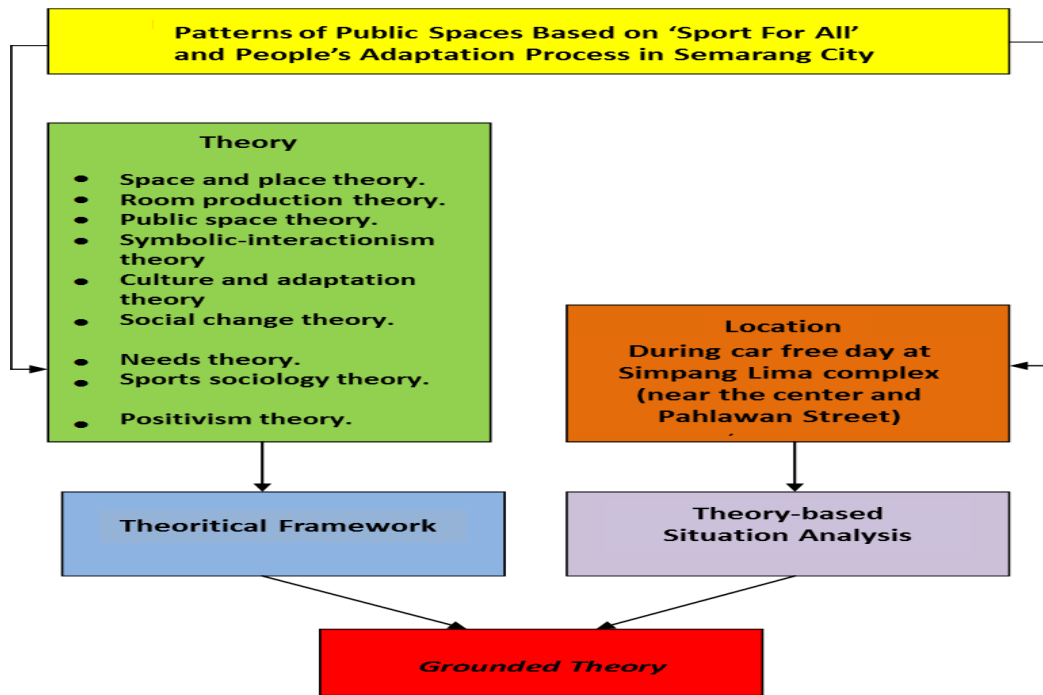 Patterns of Public Spaces Based on ‘Sport For All’
and People’s Adaptation Process in Semarang City
Theory
• Space and place theory.
• Room production theory.
• Public space theory.
• Symbolic-interactionism
theory
• Culture and adaptation
theory
• Social change theory.
• Needs theory.
• Sports sociology theory.
• Positivism theory.
Location
During car free day at
Simpang Lima complex
(near the center and
Pahlawan Street)
Theoritical Framework
Theory-based
Situation Analysis
Grounded Theory